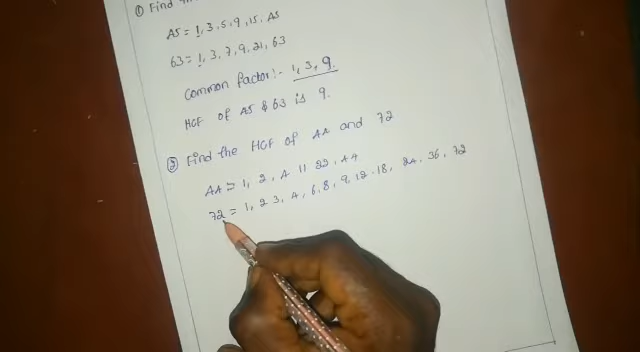 ① Find
45 = 1, 3, 5, 9, 15, 45
63 = 1, 3, 7, 9, 21, 63
Common factor:- 1, 3, 9.
HCF of 45 & 63 is 9.
② Find the HCF of 44 and 72
44 = 1, 2, 4 11 22, 44
72 = 1, 2 3, 4, 6, 8, 9, 12, 18, 24, 36, 72